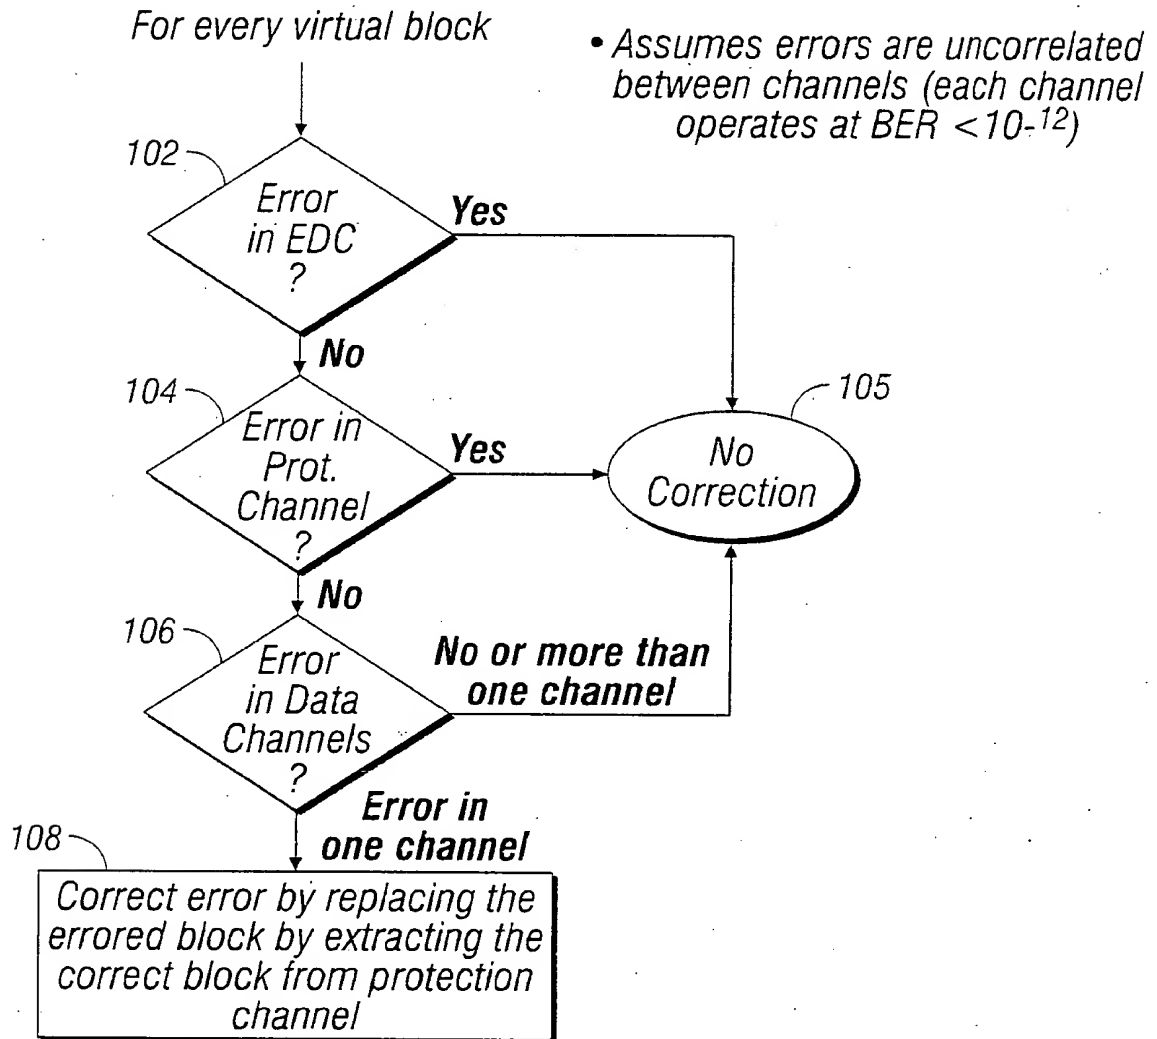 For every virtual block
• Assumes errors are uncorrelated
between channels (each channel
operates at BER <10-12)
102
Error
in EDC
?
Yes
No
104
Error in
Prot.
Channel
?
Yes
No
105
No
Correction
106
Error
in Data
Channels
?
No or more than
one channel
Error in
one channel
108
Correct error by replacing the
errored block by extracting the
correct block from protection
channel